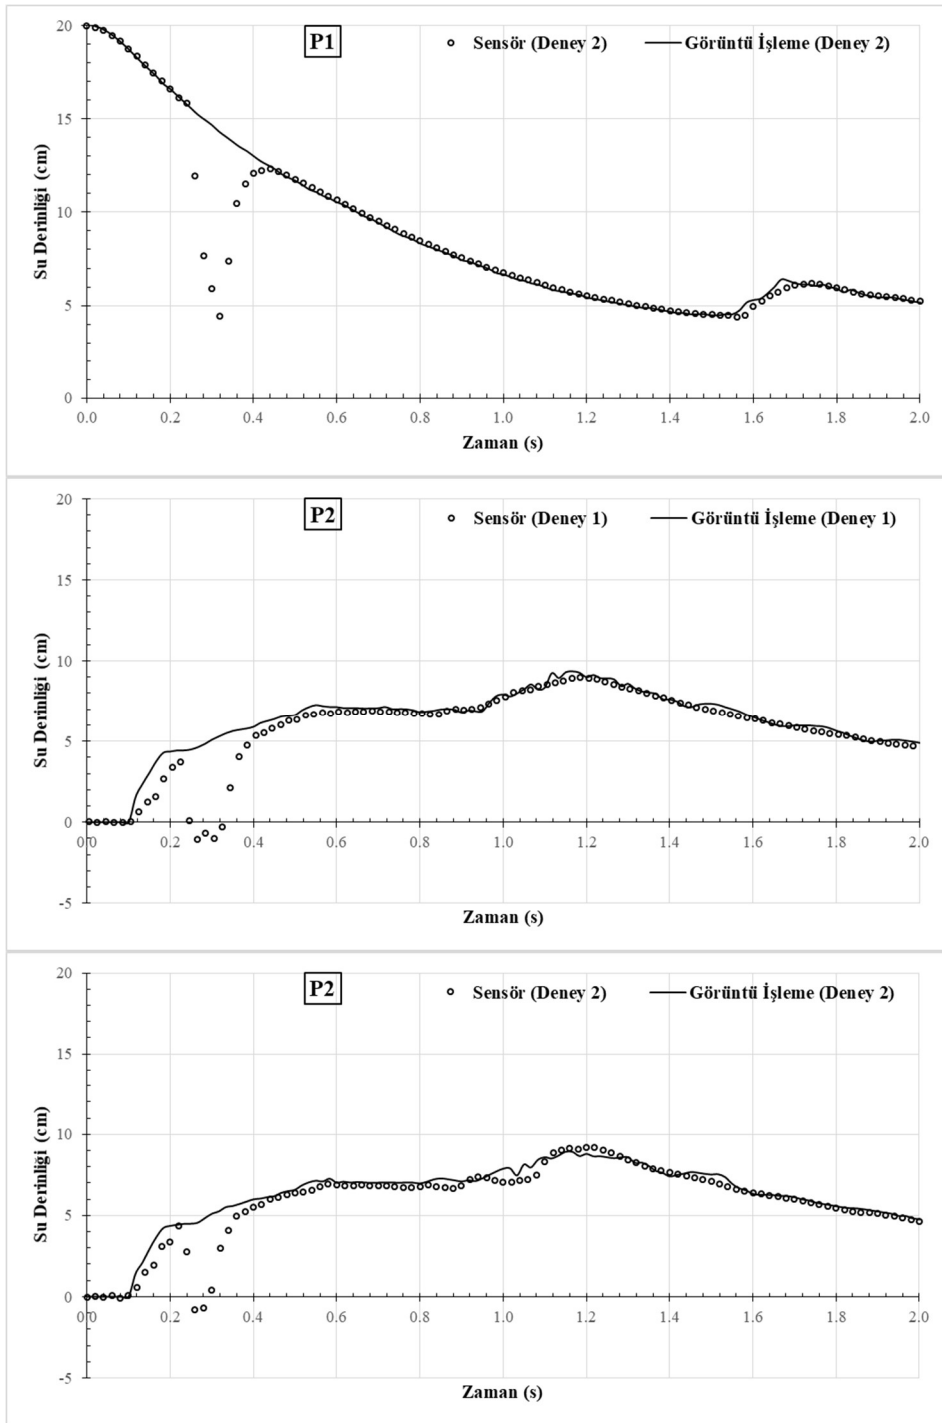 P1
Sensör (Deney 2)
Görüntü İşleme (Deney 2)
20
15
10
5
0
Su Derinliği (cm)
0.0 0.2 0.4 0.6 0.8 1.0 1.2 1.4 1.6 1.8 2.0
Zaman (s)
P2
Sensör (Deney 1)
Görüntü İşleme (Deney 1)
20
15
10
5
0
-5
Su Derinliği (cm)
0.0 0.2 0.4 0.6 0.8 1.0 1.2 1.4 1.6 1.8 2.0
Zaman (s)
P2
Sensör (Deney 2)
Görüntü İşleme (Deney 2)
20
15
10
5
0
-5
Su Derinliği (cm)
0.0 0.2 0.4 0.6 0.8 1.0 1.2 1.4 1.6 1.8 2.0
Zaman (s)